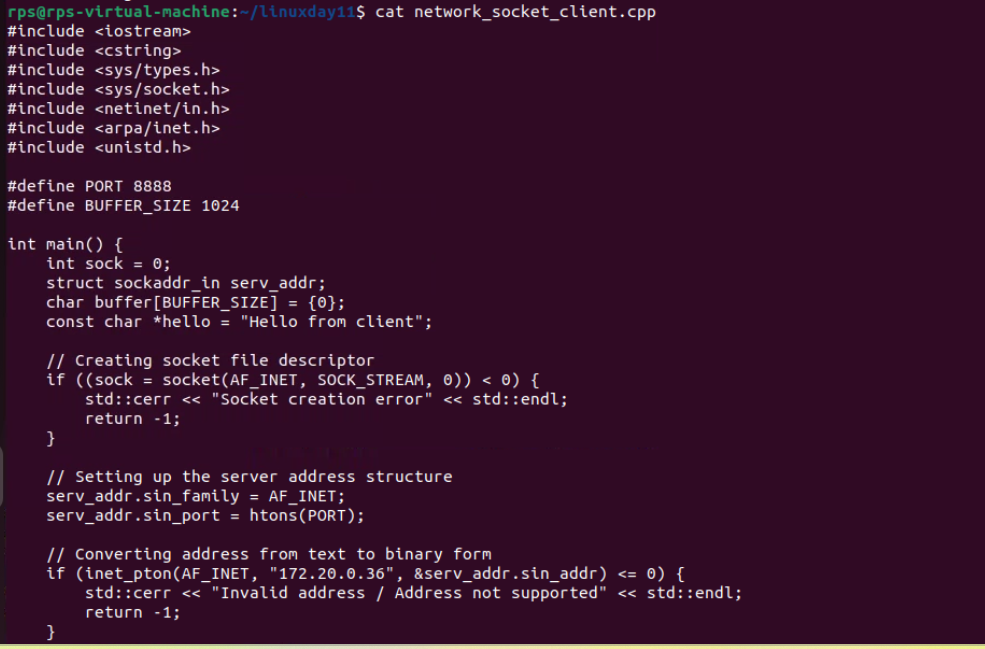 rps@rps-virtual-machine:~/linuxday11$ cat network_socket_client.cpp
#include <iostream>
#include <cstring>
#include <sys/types.h>
#include <sys/socket.h>
#include <netinet/in.h>
#include <arpa/inet.h>
#include <unistd.h>

#define PORT 8888
#define BUFFER_SIZE 1024

int main() {
    int sock = 0;
    struct sockaddr_in serv_addr;
    char buffer[BUFFER_SIZE] = {0};
    const char *hello = "Hello from client";

    // Creating socket file descriptor
    if ((sock = socket(AF_INET, SOCK_STREAM, 0)) < 0) {
        std::cerr << "Socket creation error" << std::endl;
        return -1;
    }

    // Setting up the server address structure
    serv_addr.sin_family = AF_INET;
    serv_addr.sin_port = htons(PORT);

    // Converting address from text to binary form
    if (inet_pton(AF_INET, "172.20.0.36", &serv_addr.sin_addr) <= 0) {
        std::cerr << "Invalid address / Address not supported" << std::endl;
        return -1;
    }